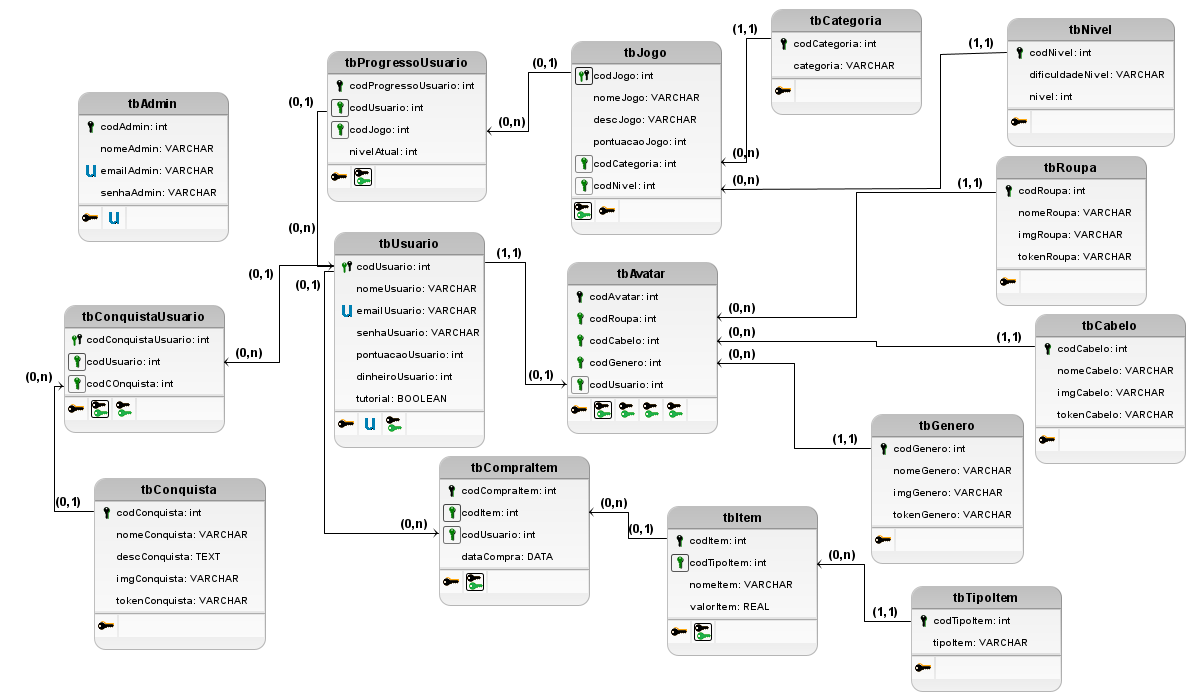 tbAdmin
codAdmin: int
nomeAdmin: VARCHAR
U emailAdmin: VARCHAR
senhaAdmin: VARCHAR
U
tbProgressoUsuario
codProgressoUsuario: int
codUsuario: int
codJogo: int
nivelAtual: int
(0,1)
(0,n)
(0,1)
(0,n)
tbJogo
codJogo: int
nomeJogo: VARCHAR
descJogo: VARCHAR
pontuacaoJogo: int
codCategoria: int
codNivel: int
(1,1)
(0,n)
tbCategoria
codCategoria: int
categoria: VARCHAR
(1,1)
(0,n)
tbNivel
codNivel: int
dificuldadeNivel: VARCHAR
nivel: int
tbRoupa
codRoupa: int
nomeRoupa: VARCHAR
imgRoupa: VARCHAR
tokenRoupa: VARCHAR
(1,1)
(0,n)
tbUsuario
codUsuario: int
nomeUsuario: VARCHAR
U emailUsuario: VARCHAR
senhaUsuario: VARCHAR
pontuacaoUsuario: int
dinheiroUsuario: int
tutorial: BOOLEAN
U
(1,1)
(0,1)
tbAvatar
codAvatar: int
codRoupa: int
codCabelo: int
codGenero: int
codUsuario: int
tbCabelo
codCabelo: int
nomeCabelo: VARCHAR
imgCabelo: VARCHAR
tokenCabelo: VARCHAR
(1,1)
(0,n)
tbConquistaUsuario
codConquistaUsuario: int
codUsuario: int
codCOnquista: int
(0,1)
(0,n)
(0,n)
(0,1)
tbConquista
codConquista: int
nomeConquista: VARCHAR
descConquista: TEXT
imgConquista: VARCHAR
tokenConquista: VARCHAR
(0,1)
(0,n)
tbCompraItem
codCompraItem: int
codItem: int
codUsuario: int
dataCompra: DATA
(0,n)
(0,1)
tbItem
codItem: int
codTipoItem: int
nomeItem: VARCHAR
valorItem: REAL
tbGenero
codGenero: int
nomeGenero: VARCHAR
imgGenero: VARCHAR
tokenGenero: VARCHAR
(1,1)
(0,n)
tbTipoItem
codTipoItem: int
tipoItem: VARCHAR
(0,n)
(1,1)